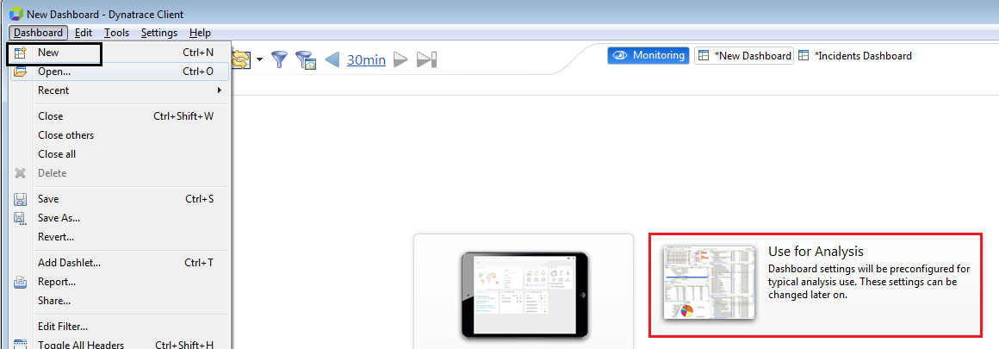 New Dashboard - Dynatrace Client
Dashboard Edit Tools Settings Help
New Ctrl+N
Open... Ctrl+O
Recent
Close Ctrl+Shift+W
Close others
Close all
Delete
Save Ctrl+S
Save As...
Revert...
Add Dashlet... Ctrl+T
Report...
Share...
Edit Filter...
Toggle All Headers Ctrl+Shift+H
30min
Monitoring *New Dashboard *Incidents Dashboard
Use for Analysis
Dashboard settings will be preconfigured for
typical analysis use. These settings can be
changed later on.